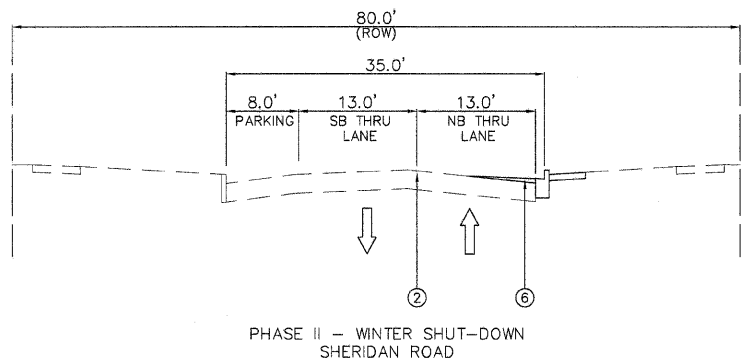 80.0'
(ROW)
35.0'
8.0' 13.0' 13.0'
PARKING SB THRU NB THRU
LANE LANE
2 6
PHASE II – WINTER SHUT-DOWN
SHERIDAN ROAD